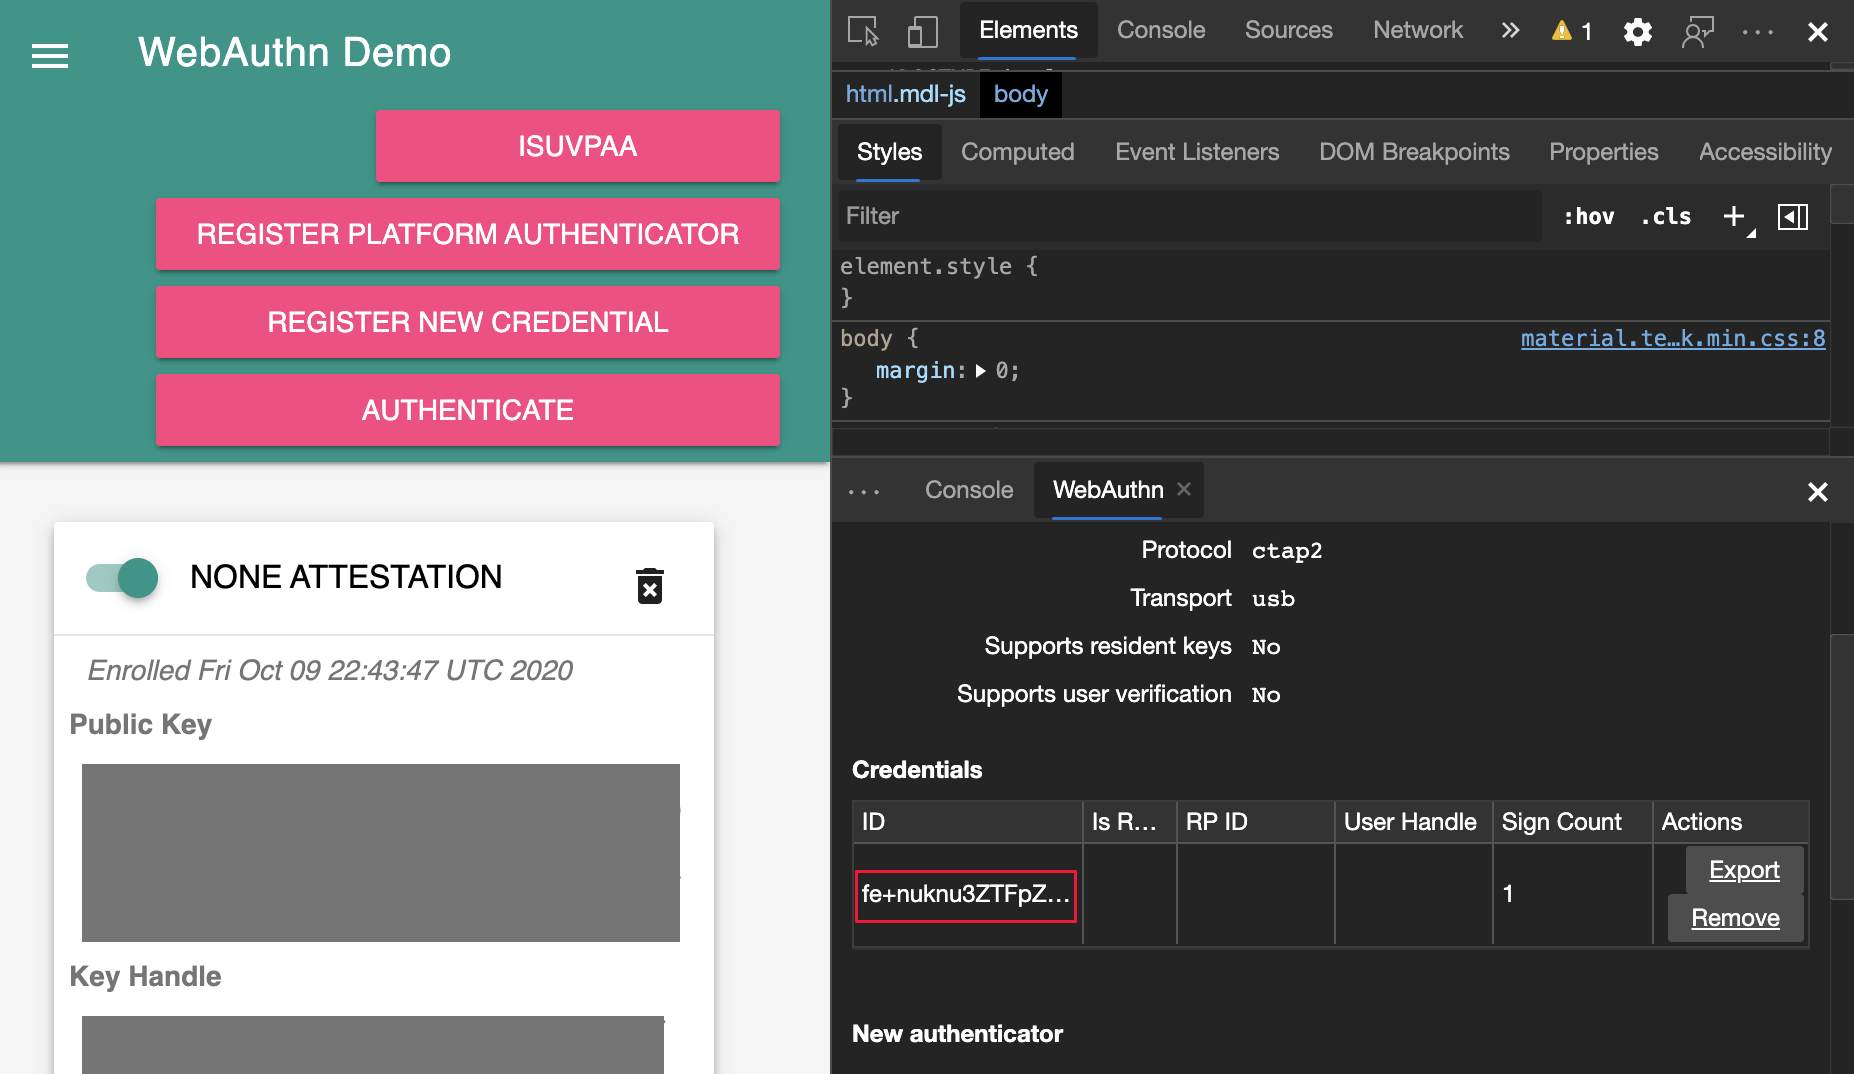 WebAuthn Demo
ISUVPAA
REGISTER PLATFORM AUTHENTICATOR
REGISTER NEW CREDENTIAL
AUTHENTICATE
NONE ATTESTATION
Enrolled Fri Oct 09 22:43:47 UTC 2020
Public Key
Key Handle
Elements Console Sources Network 1
html.mdl-js body
Styles Computed Event Listeners DOM Breakpoints Properties Accessibility
Filter :hov .cls
element.style {
}
body { material.te…k.min.css:8
margin: 0;
}
Console WebAuthn
Protocol ctap2
Transport usb
Supports resident keys No
Supports user verification No
Credentials
ID Is R… RP ID User Handle Sign Count Actions
fe+nuknu3ZTFpZ… 1 Export
Remove
New authenticator